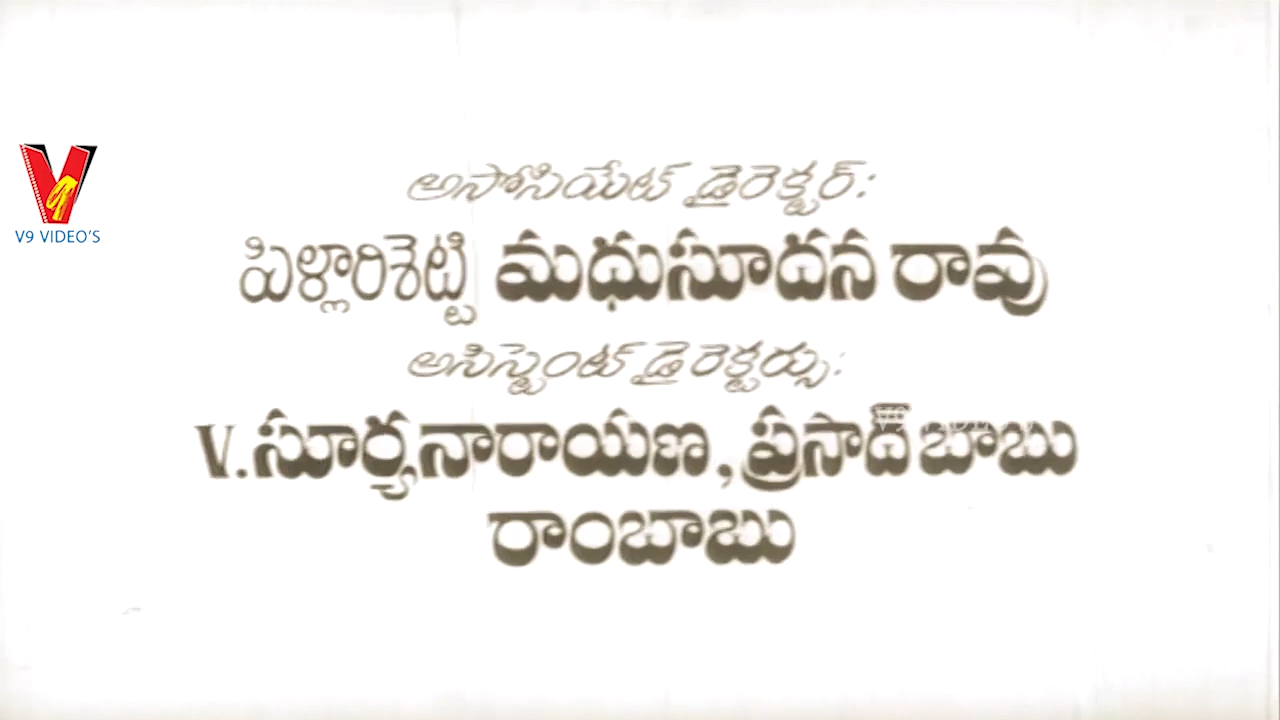 అసోసియేట్ డైరెక్టర్:
పిళ్లారిశెట్టి మధుసూదన రావు
అసిస్టెంట్ డైరెక్టర్సు:
V. సూర్యనారాయణ, ప్రసాద్ బాబు
రాంబాబు
V9 VIDEO'S